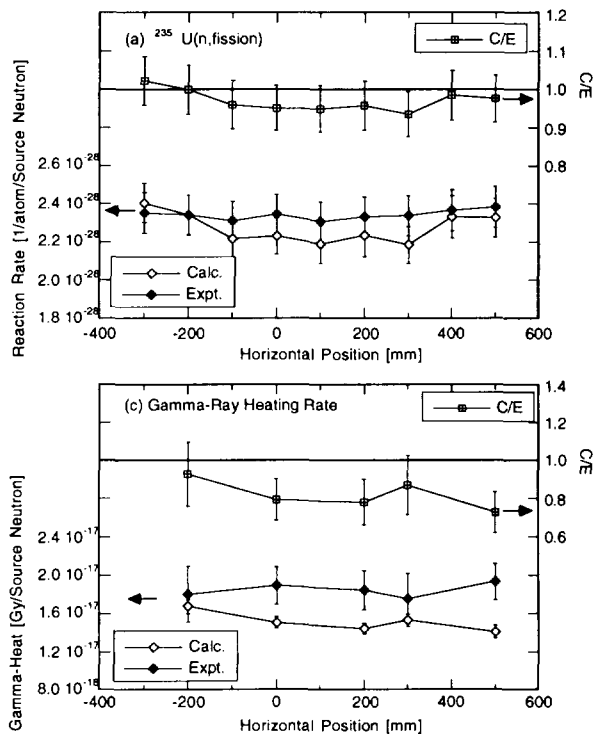 (a) 235 U(n,fission)
C/E
1.2
1.1
1.0
0.9
0.8
C/E
2.6 10-28
2.4 10-28
2.2 10-28
2.0 10-28
1.8 10-28
Reaction Rate [1/atom/Source Neutron]
Calc.
Expt.
-400 -200 0 200 400 600
Horizontal Position [mm]
(c) Gamma-Ray Heating Rate
C/E
1.4
1.2
1.0
0.8
0.6
C/E
2.4 10-17
2.0 10-17
1.6 10-17
1.2 10-17
8.0 10-18
Gamma-Heat [Gy/Source Neutron]
Calc.
Expt.
-400 -200 0 200 400 600
Horizontal Position [mm]